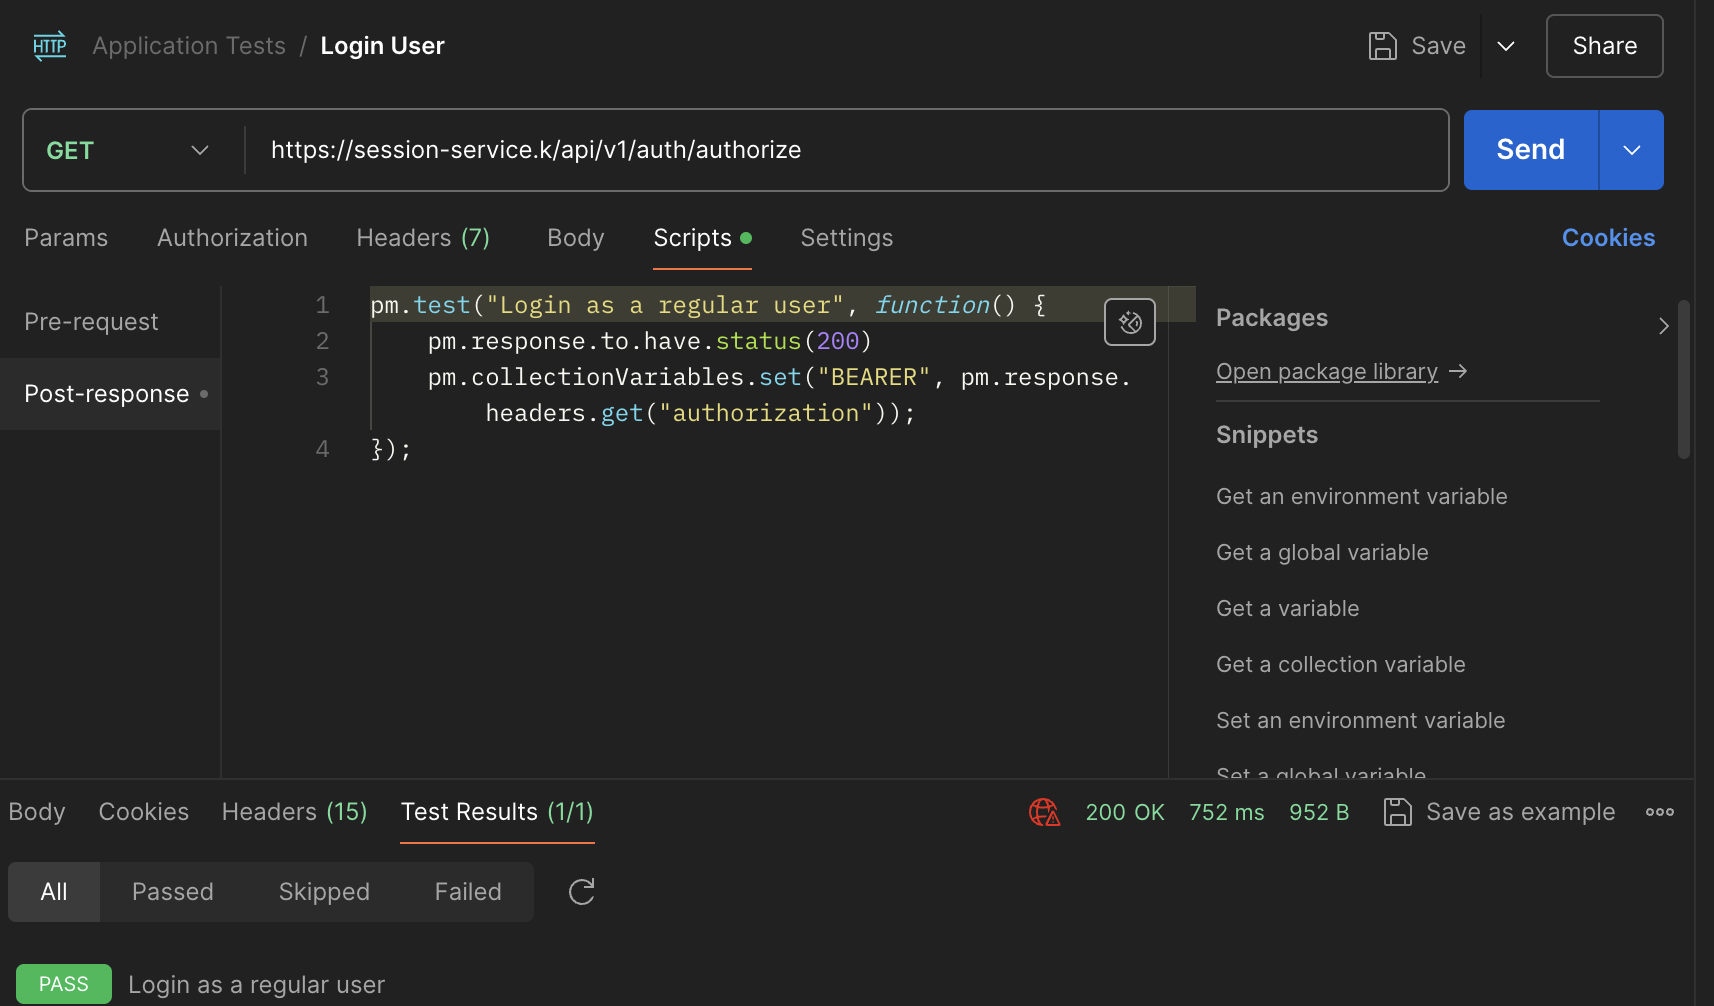 HTTP Application Tests / Login User Save Share
GET https://session-service.k/api/v1/auth/authorize Send
Params Authorization Headers (7) Body Scripts Settings Cookies
Pre-request
Post-response
1 pm.test("Login as a regular user", function() {
2 pm.response.to.have.status(200)
3 pm.collectionVariables.set("BEARER", pm.response.
headers.get("authorization"));
4 });
Packages
Open package library →
Snippets
Get an environment variable
Get a global variable
Get a variable
Get a collection variable
Set an environment variable
Set a global variable
Body Cookies Headers (15) Test Results (1/1) 200 OK 752 ms 952 B Save as example
All Passed Skipped Failed
PASS Login as a regular user